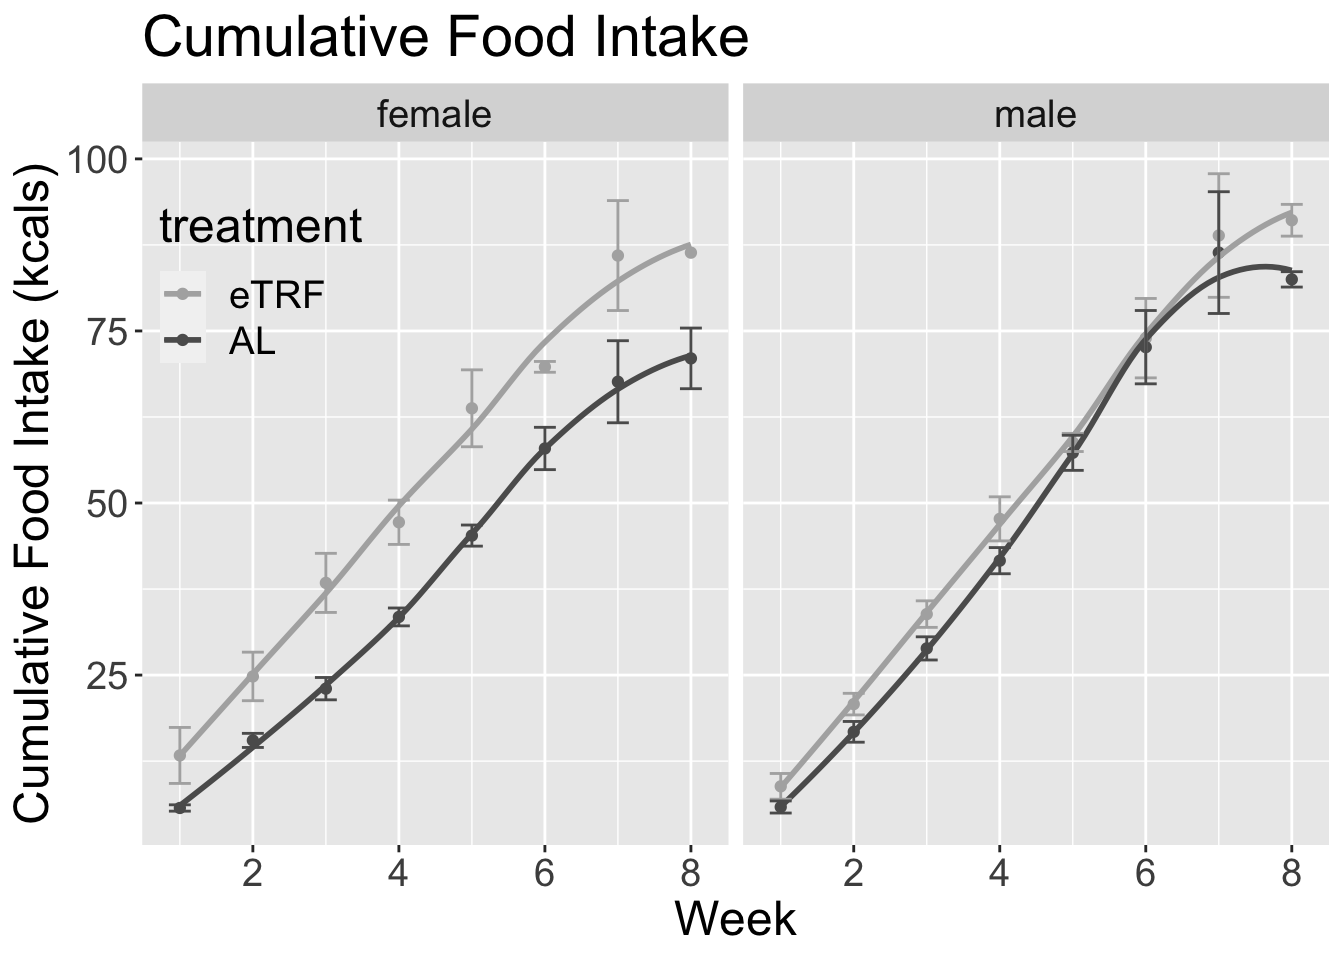 Cumulative Food Intake
female
male
Cumulative Food Intake (kcals)
100
75
50
25
treatment
eTRF
AL
2 4 6 8
2 4 6 8
Week